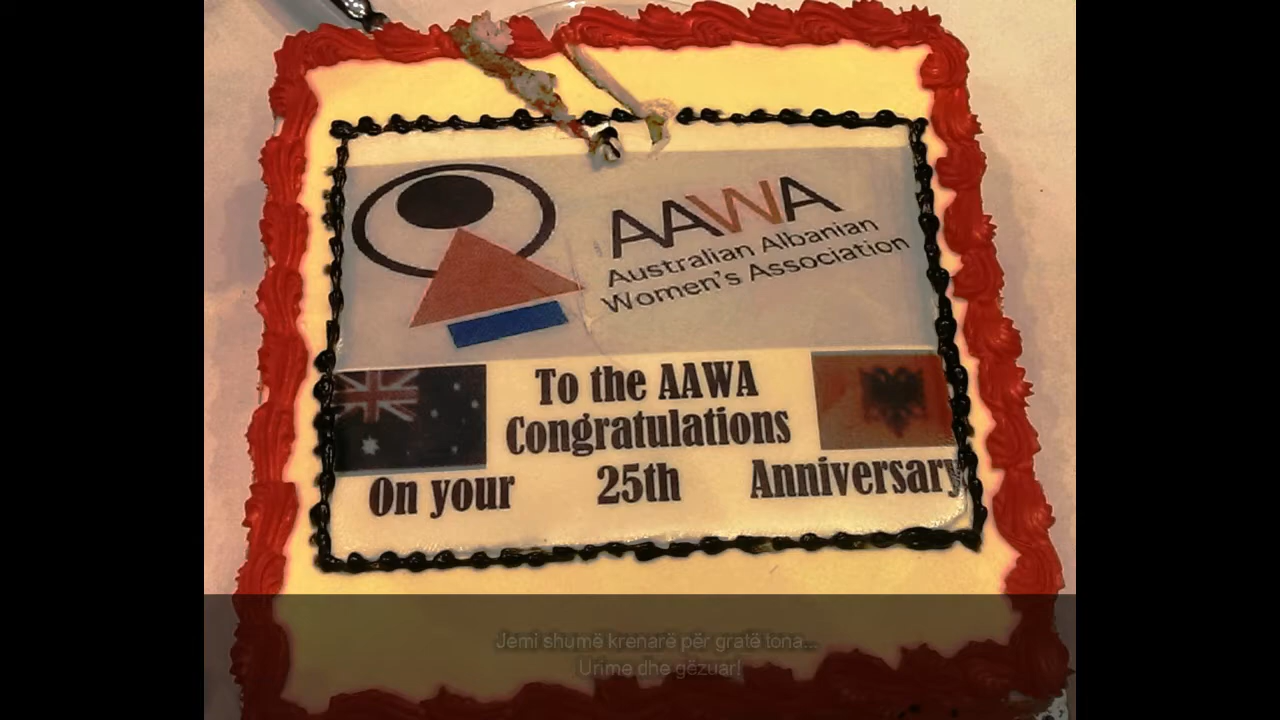 AAWA
Australian Albanian
Women's Association
To the AAWA
Congratulations
On your 25th Anniversary
Jemi shumë krenarë për gratë tona...
Urime dhe gëzuar!